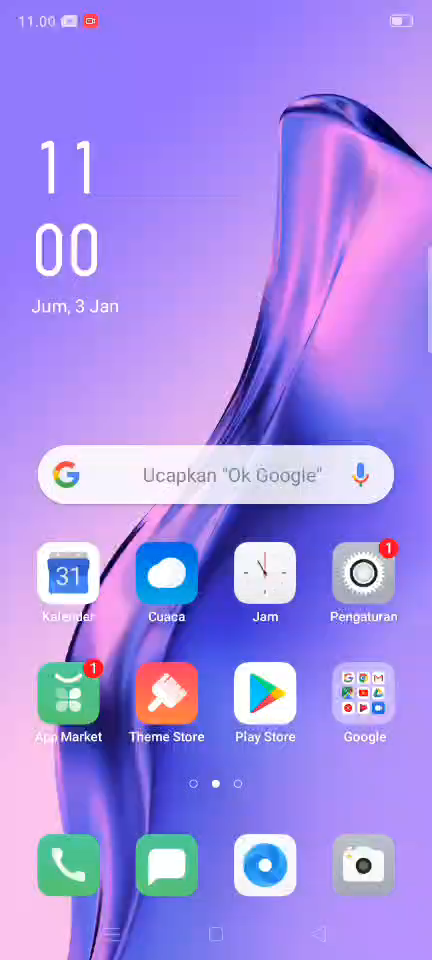 11.00
11
00
Jum, 3 Jan
Ucapkan "Ok Google"
31
1
Kalender
Cuaca
Jam
Pengaturan
1
App Market
Theme Store
Play Store
Google